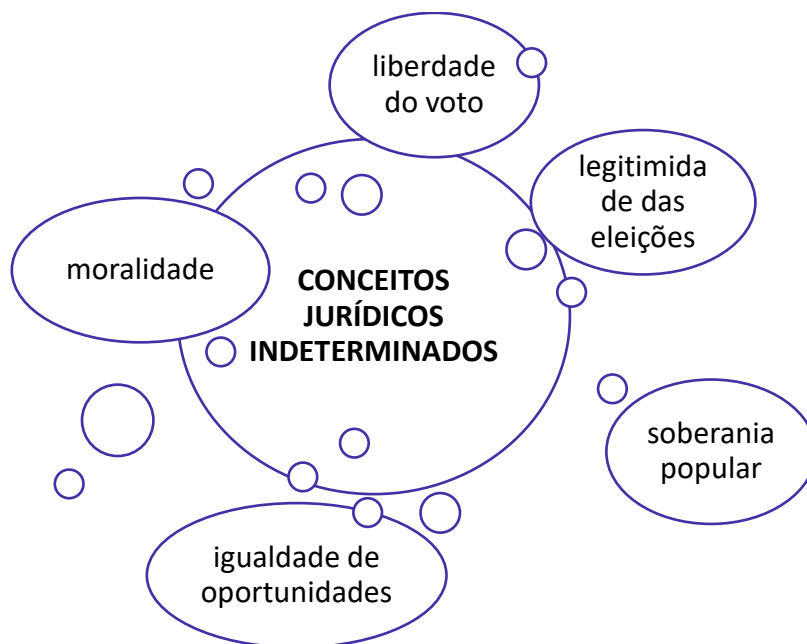 liberdade
do voto
legitimida
de das
eleições
moralidade
CONCEITOS
JURÍDICOS
INDETERMINADOS
soberania
popular
igualdade de
oportunidades